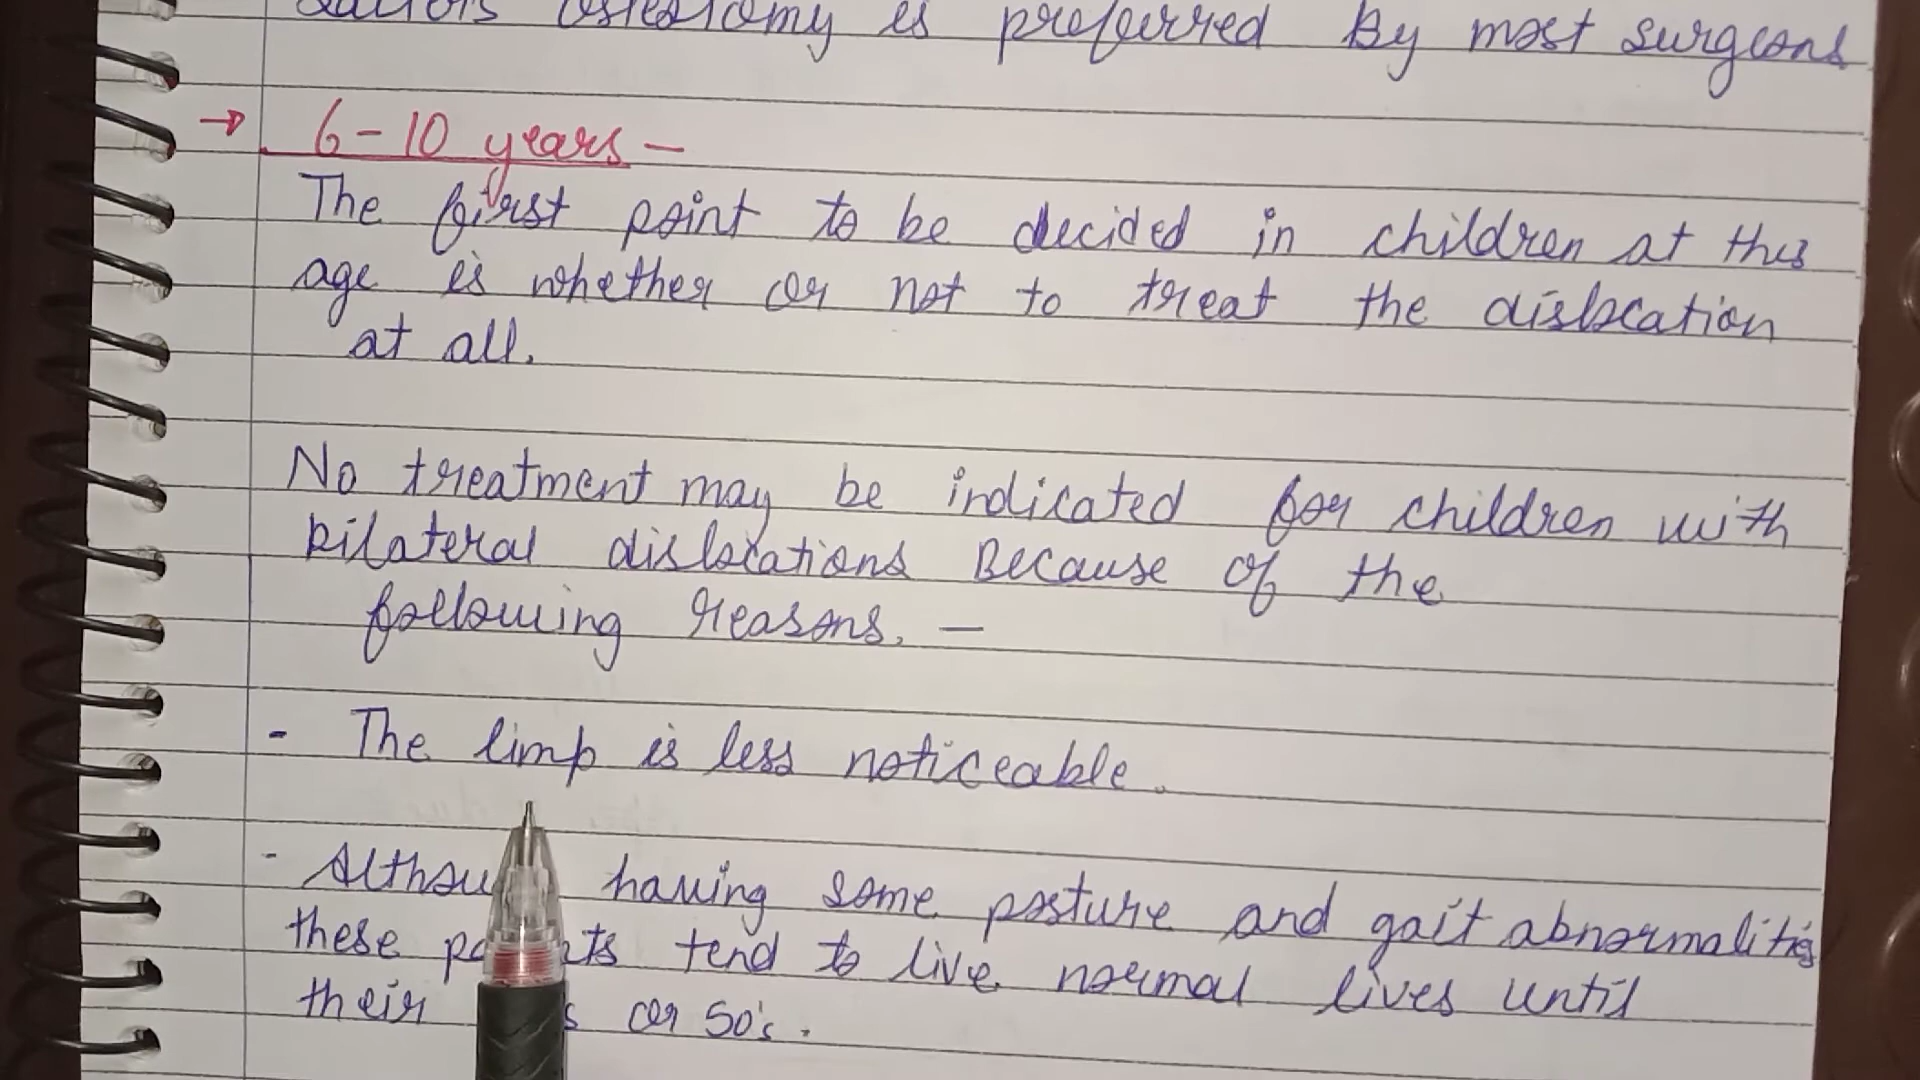 osteotomy is preferred By most surgeons
→ 6-10 years -
The first point to be decided in children at this
age is whether or not to treat the dislocation
at all.
No treatment may be indicated for children with
bilateral dislocations Because of the
following reasons. -
- The limp is less noticeable.
- having some posture and gait abnormalities
these tend to live normal lives until
their or 50's.